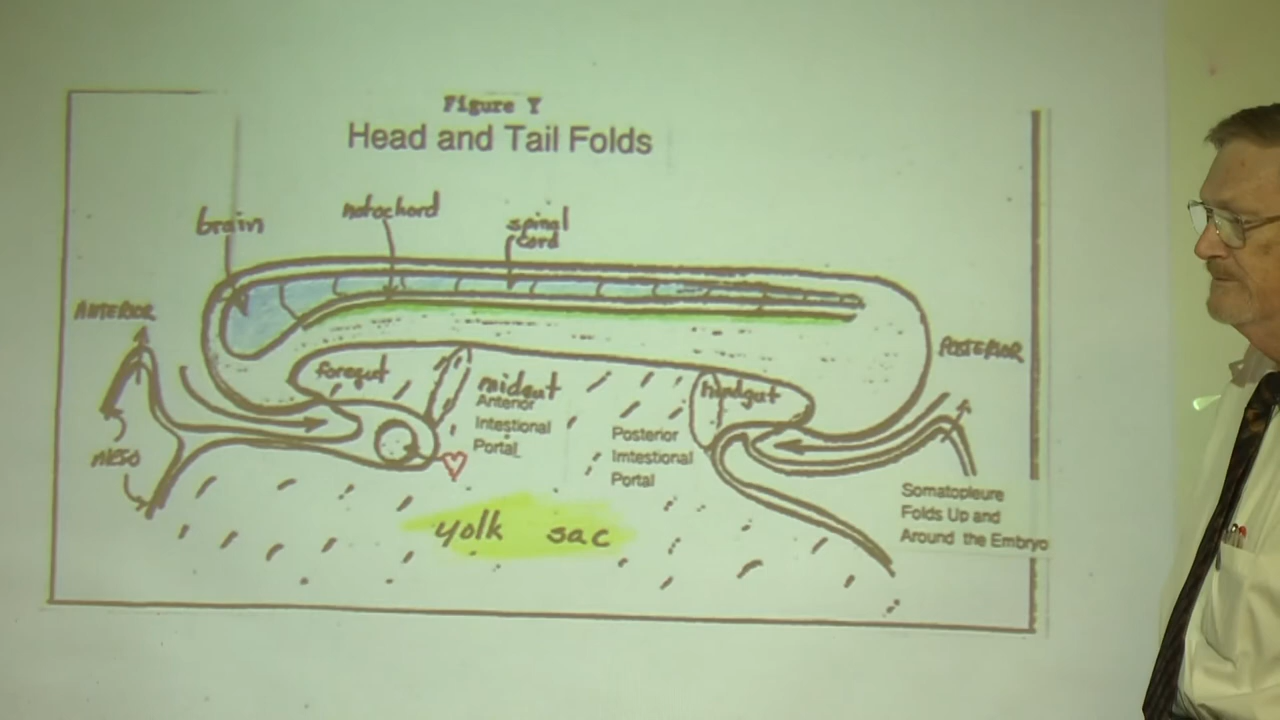 Figure Y
Head and Tail Folds
brain
notochord
spinal
cord
ANTERIOR
POSTERIOR
foregut
midgut
Anterior
Intestional
Portal
hindgut
Posterior
Imtestional
Portal
MESO
yolk sac
Somatopleure
Folds Up and
Around the Embryo